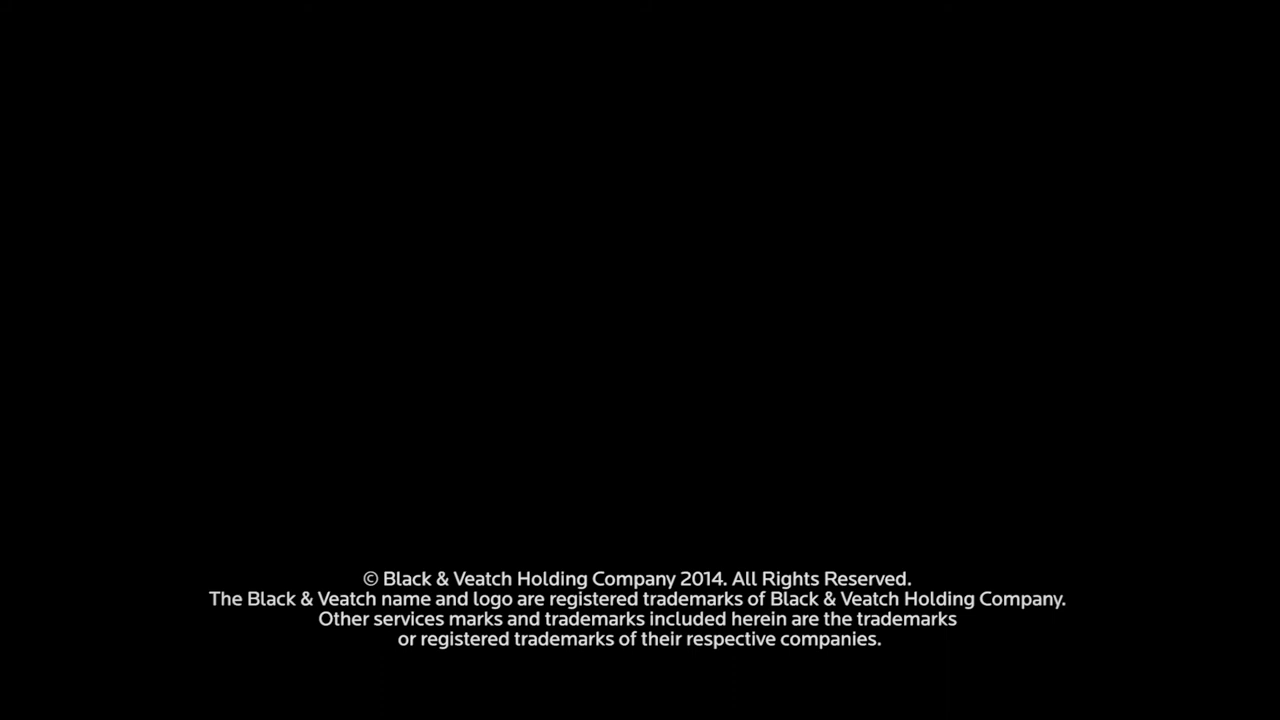 © Black & Veatch Holding Company 2014. All Rights Reserved.
The Black & Veatch name and logo are registered trademarks of Black & Veatch Holding Company.
Other services marks and trademarks included herein are the trademarks
or registered trademarks of their respective companies.